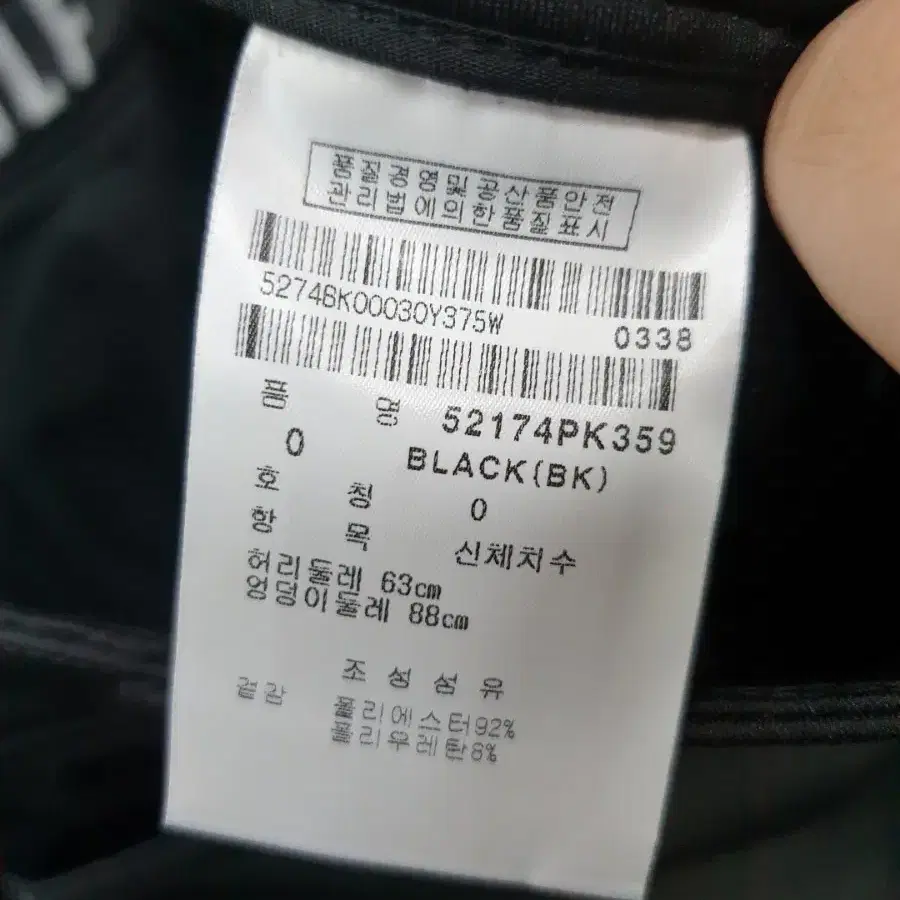 품질경영및공산품안전
관리법에의한품질표시
5274BK00030Y375W 0338
품 명 52174PK359
0 BLACK(BK)
호 칭 0
항 목 신체치수
허리둘레 63cm
엉덩이둘레 88cm
조성섬유
겉감 폴리에스터92%
폴리우레탄8%